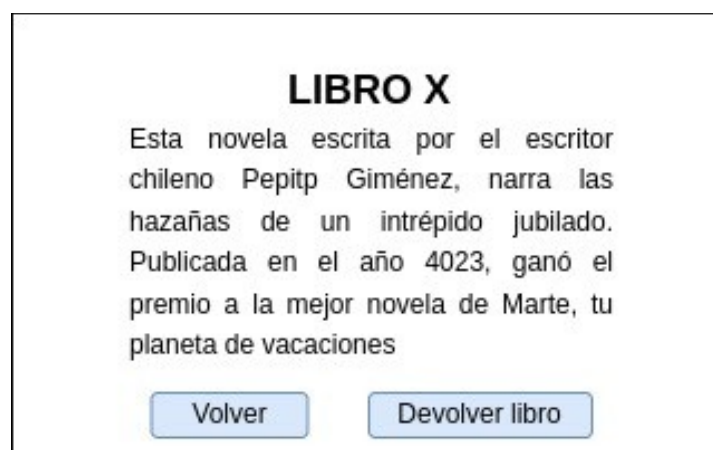 LIBRO X
Esta novela escrita por el escritor
chileno Pepitp Giménez, narra las
hazañas de un intrépido jubilado.
Publicada en el año 4023, ganó el
premio a la mejor novela de Marte, tu
planeta de vacaciones
Volver Devolver libro